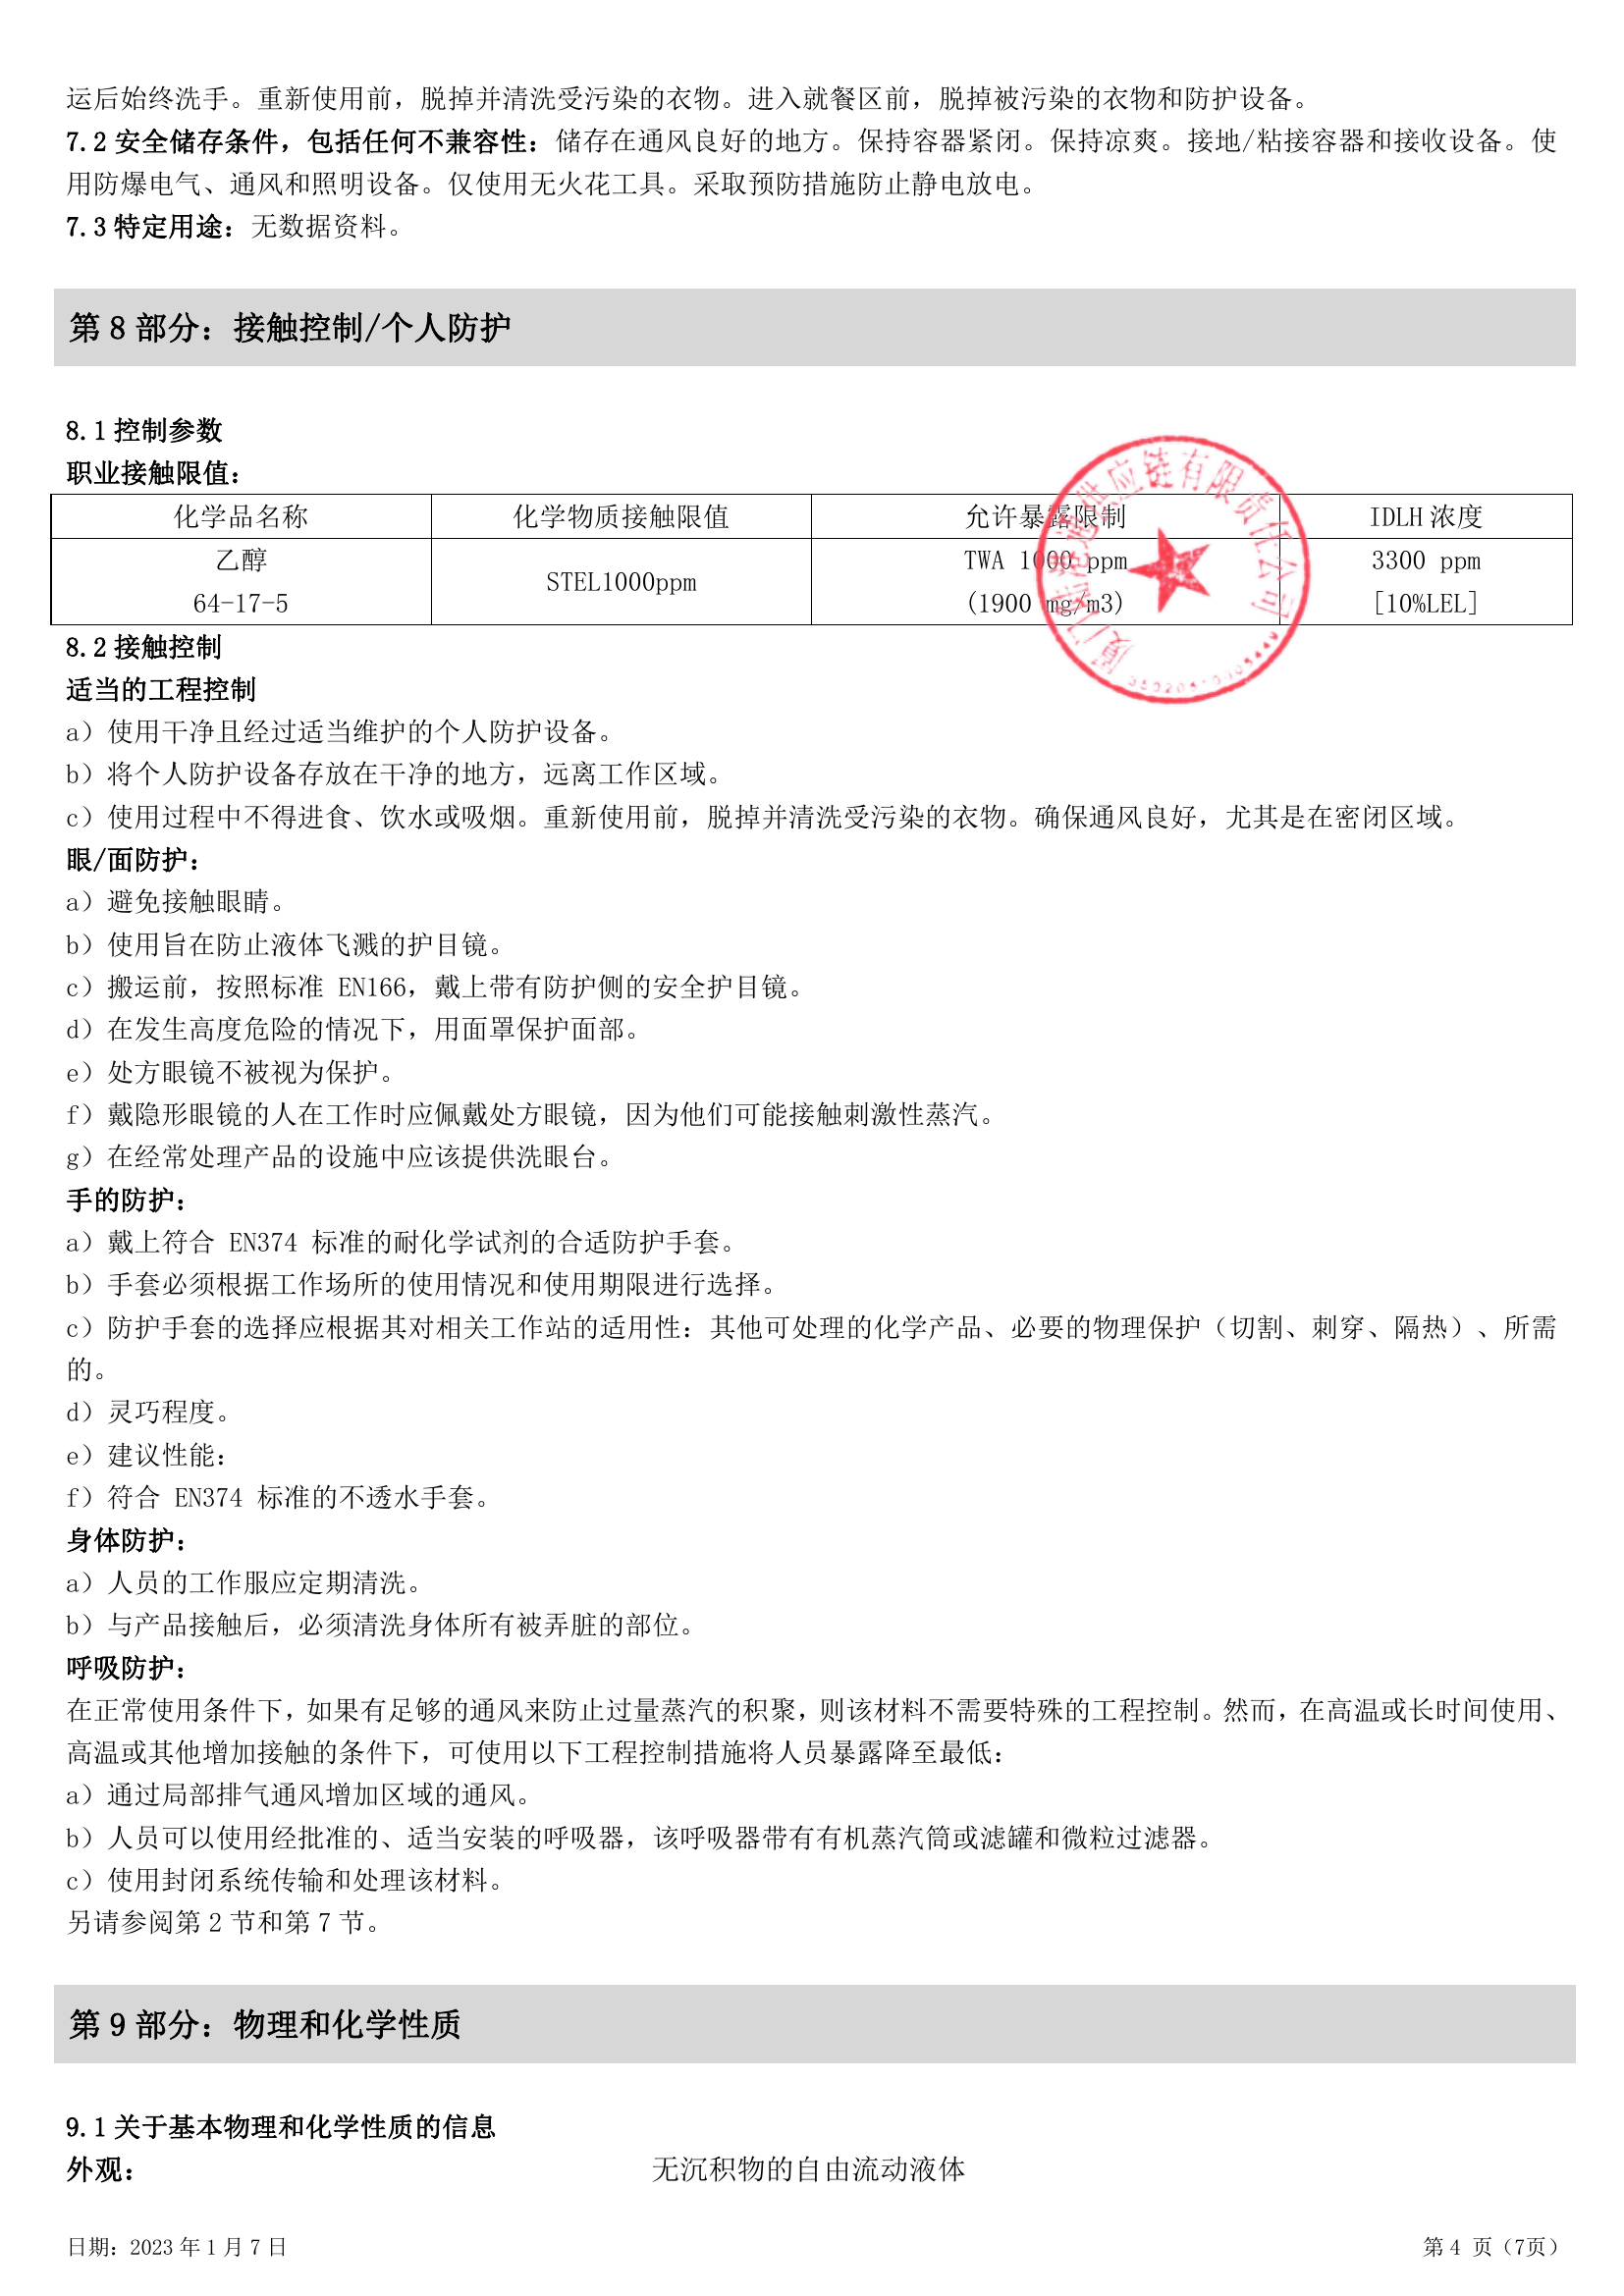 运后始终洗手。重新使用前，脱掉并清洗受污染的衣物。进入就餐区前，脱掉被污染的衣物和防护设备。
7.2 安全储存条件，包括任何不兼容性：储存在通风良好的地方。保持容器紧闭。保持凉爽。接地/粘接容器和接收设备。使
用防爆电气、通风和照明设备。仅使用无火花工具。采取预防措施防止静电放电。
7.3 特定用途：无数据资料。
第 8 部分：接触控制/个人防护
8.1 控制参数
职业接触限值：
化学品名称 化学物质接触限值 允许暴露限制 IDLH 浓度
乙醇 TWA 1000 ppm 3300 ppm
STEL1000ppm
64-17-5 (1900 mg/m3) [10%LEL]
供应链有限责任公司
8.2 接触控制
适当的工程控制
a）使用干净且经过适当维护的个人防护设备。
b）将个人防护设备存放在干净的地方，远离工作区域。
c）使用过程中不得进食、饮水或吸烟。重新使用前，脱掉并清洗受污染的衣物。确保通风良好，尤其是在密闭区域。
眼/面防护：
a）避免接触眼睛。
b）使用旨在防止液体飞溅的护目镜。
c）搬运前，按照标准 EN166，戴上带有防护侧的安全护目镜。
d）在发生高度危险的情况下，用面罩保护面部。
e）处方眼镜不被视为保护。
f）戴隐形眼镜的人在工作时应佩戴处方眼镜，因为他们可能接触刺激性蒸汽。
g）在经常处理产品的设施中应该提供洗眼台。
手的防护：
a）戴上符合 EN374 标准的耐化学试剂的合适防护手套。
b）手套必须根据工作场所的使用情况和使用期限进行选择。
c）防护手套的选择应根据其对相关工作站的适用性：其他可处理的化学产品、必要的物理保护（切割、刺穿、隔热）、所需
的。
d）灵巧程度。
e）建议性能：
f）符合 EN374 标准的不透水手套。
身体防护：
a）人员的工作服应定期清洗。
b）与产品接触后，必须清洗身体所有被弄脏的部位。
呼吸防护：
在正常使用条件下，如果有足够的通风来防止过量蒸汽的积聚，则该材料不需要特殊的工程控制。然而，在高温或长时间使用、
高温或其他增加接触的条件下，可使用以下工程控制措施将人员暴露降至最低：
a）通过局部排气通风增加区域的通风。
b）人员可以使用经批准的、适当安装的呼吸器，该呼吸器带有有机蒸汽筒或滤罐和微粒过滤器。
c）使用封闭系统传输和处理该材料。
另请参阅第 2 节和第 7 节。
第 9 部分：物理和化学性质
9.1 关于基本物理和化学性质的信息
外观： 无沉积物的自由流动液体
日期：2023 年 1 月 7 日 第 4 页（7页）